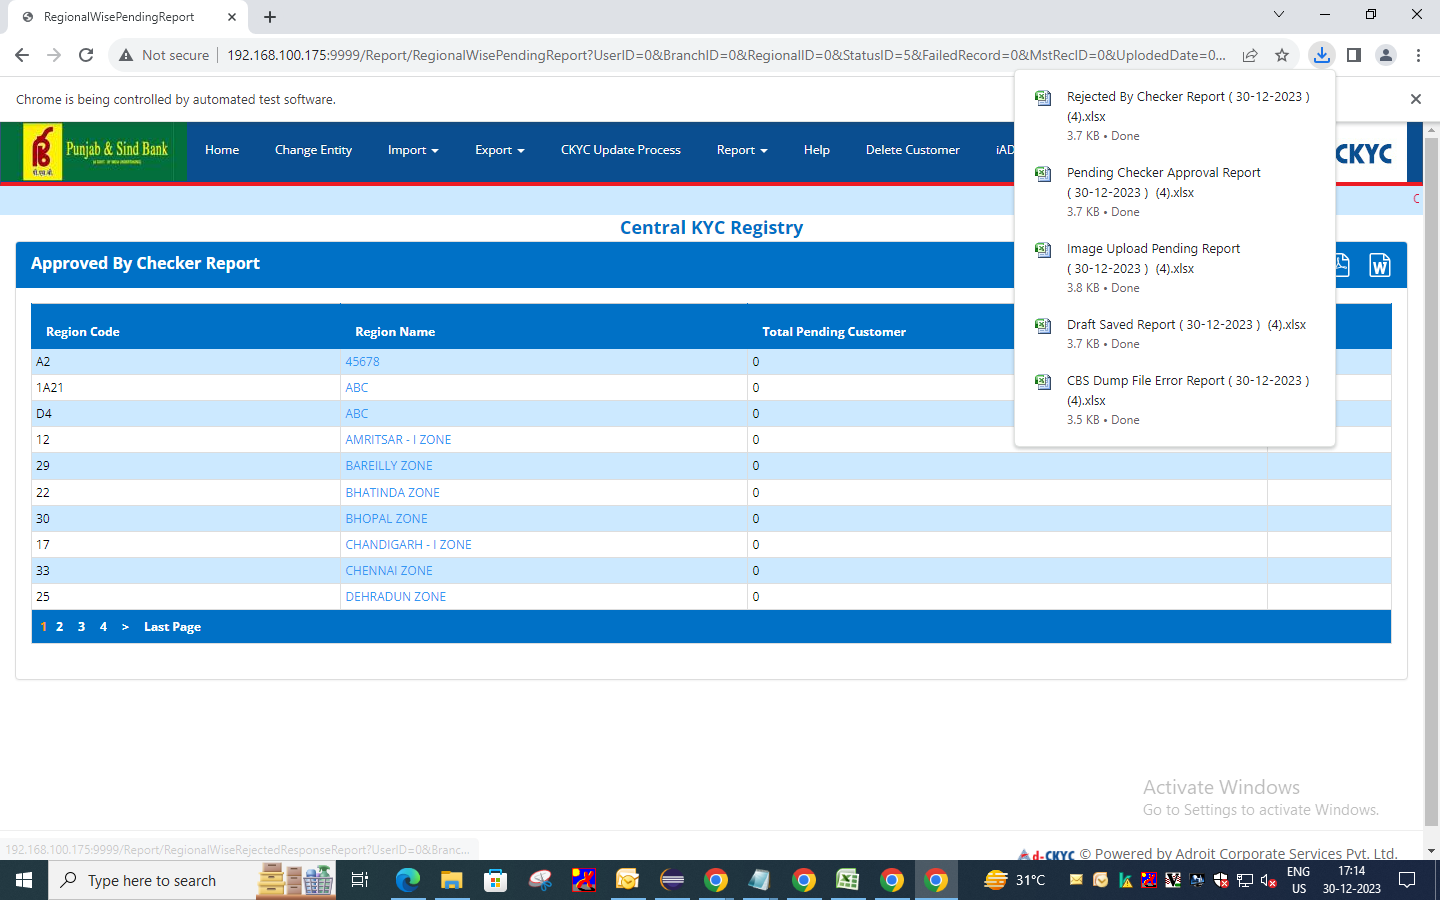 RegionalWisePendingReport
Not secure
192.168.100.175:9999/Report/RegionalWisePendingReport?UserID=0&BranchID=0&RegionalID=0&StatusID=5&FailedRecord=0&MstRecID=0&UplodedDate=0...
Chrome is being controlled by automated test software.
Rejected By Checker Report ( 30-12-2023 )
(4).xlsx
3.7 KB • Done
Pending Checker Approval Report
( 30-12-2023 ) (4).xlsx
3.7 KB • Done
Image Upload Pending Report
( 30-12-2023 ) (4).xlsx
3.8 KB • Done
Draft Saved Report ( 30-12-2023 ) (4).xlsx
3.7 KB • Done
CBS Dump File Error Report ( 30-12-2023 )
(4).xlsx
3.5 KB • Done
Punjab & Sind Bank
पी.एस.बी.
Home Change Entity Import Export CKYC Update Process Report Help Delete Customer iAD
CKYC
C
Central KYC Registry
Approved By Checker Report
Region Code Region Name Total Pending Customer
A2 45678 0
1A21 ABC 0
D4 ABC 0
12 AMRITSAR - I ZONE 0
29 BAREILLY ZONE 0
22 BHATINDA ZONE 0
30 BHOPAL ZONE 0
17 CHANDIGARH - I ZONE 0
33 CHENNAI ZONE 0
25 DEHRADUN ZONE 0
1 2 3 4 > Last Page
Activate Windows
Go to Settings to activate Windows.
192.168.100.175:9999/Report/RegionalWiseRejectedResponseReport?UserID=0&Branc...
d-CKYC © Powered by Adroit Corporate Services Pvt. Ltd.
Type here to search
31°C
ENG
US
17:14
30-12-2023